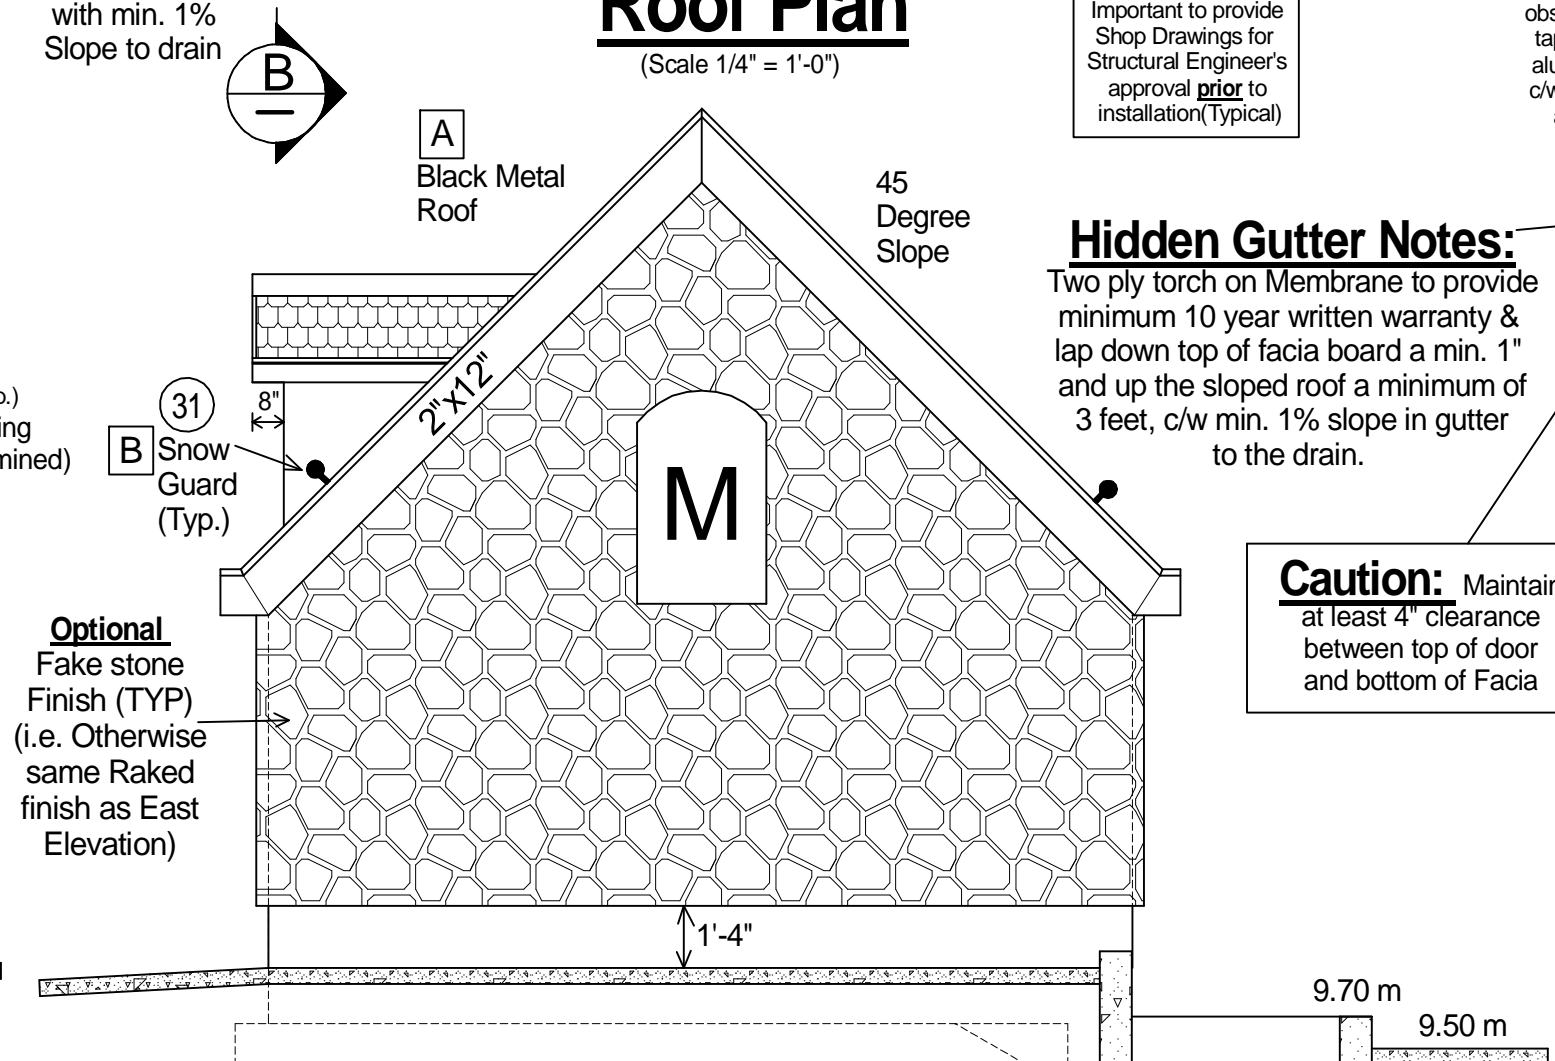 with min. 1%
Slope to drain
B
Roof Plan
(Scale 1/4" = 1'-0")
Important to provide
Shop Drawings for
Structural Engineer's
approval prior to
installation(Typical)
c/w
A
Black Metal
Roof
45
Degree
Slope
Hidden Gutter Notes:
Two ply torch on Membrane to provide
minimum 10 year written warranty &
lap down top of facia board a min. 1"
and up the sloped roof a minimum of
3 feet, c/w min. 1% slope in gutter
to the drain.
2"x12"
8"
31
B
Snow
Guard
(Typ.)
M
Caution: Maintain
at least 4" clearance
between top of door
and bottom of Facia
Optional
Fake stone
Finish (TYP)
(i.e. Otherwise
same Raked
finish as East
Elevation)
1'-4"
9.70 m
9.50 m